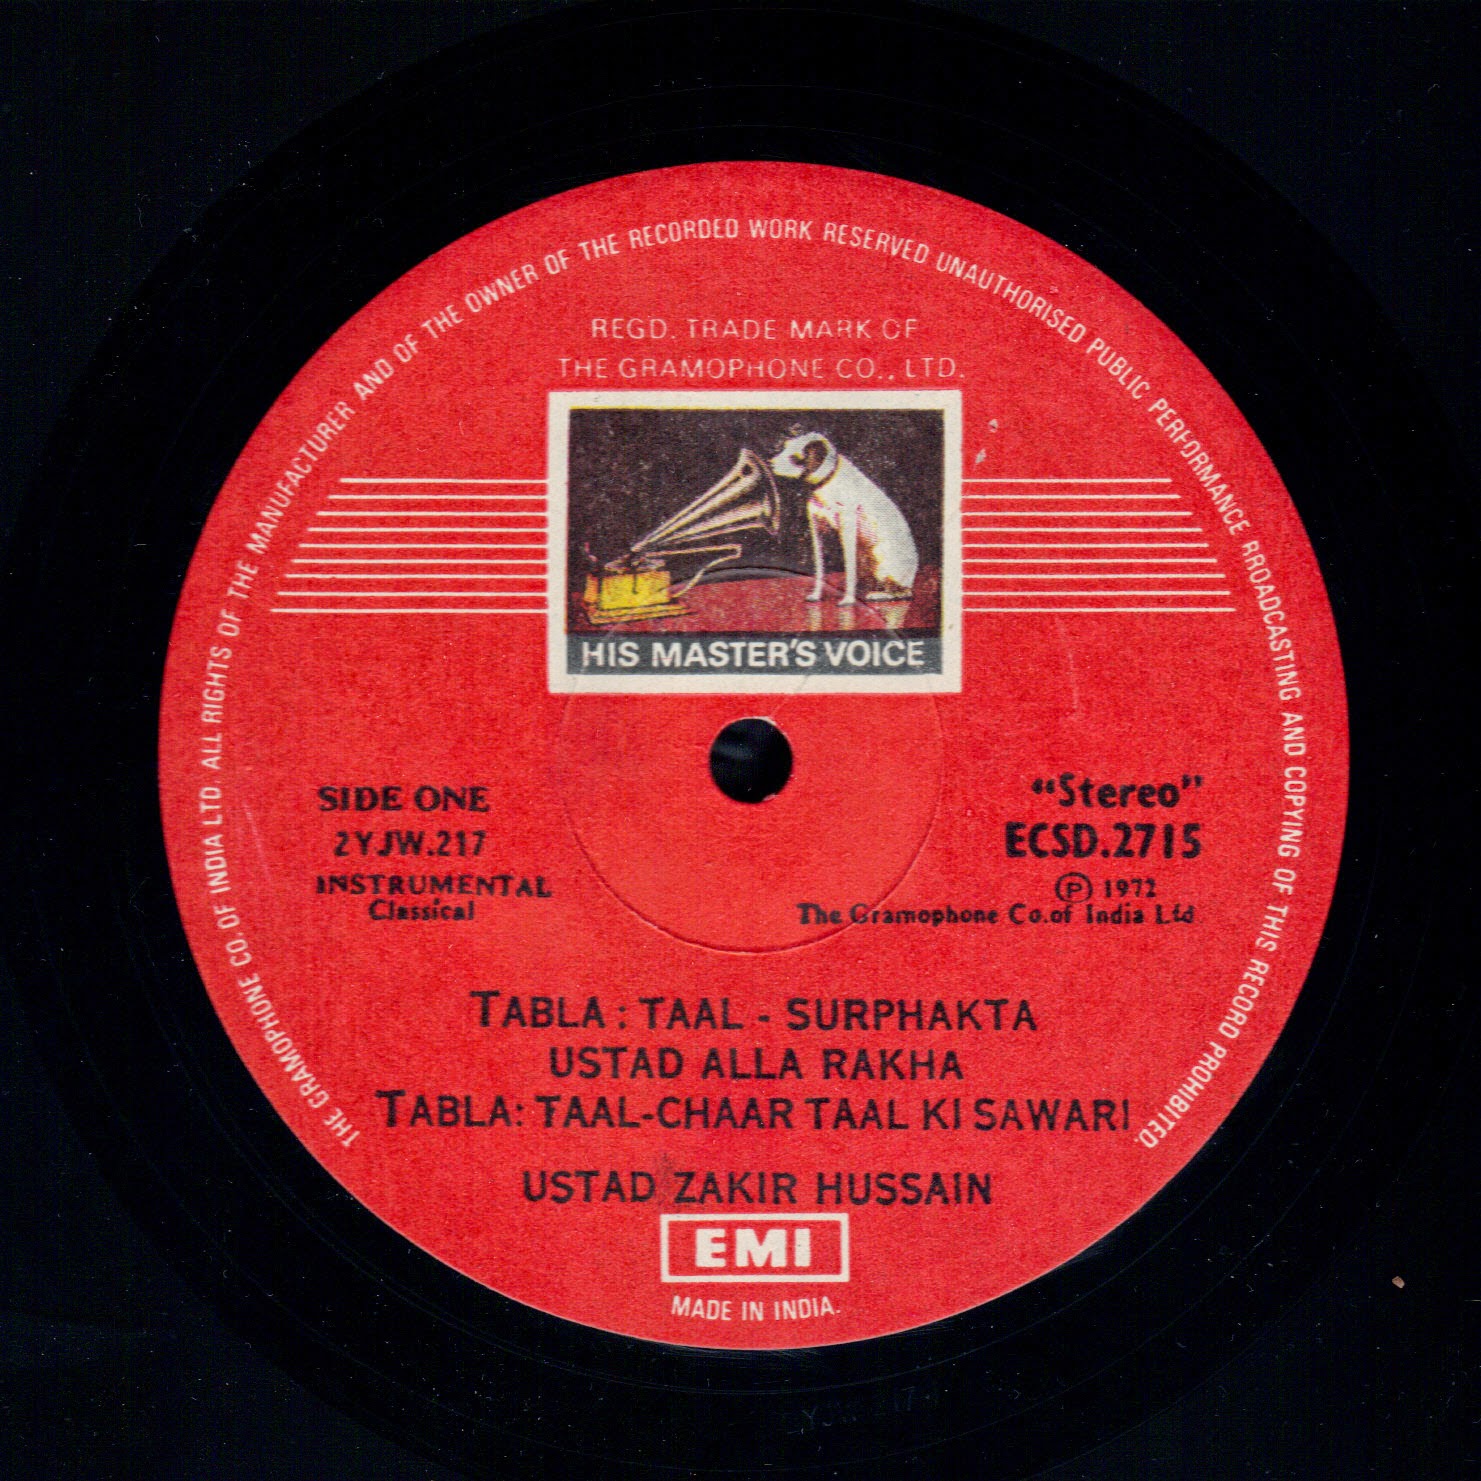 THE GRAMOPHONE CO. OF INDIA LTD. ALL RIGHTS OF THE MANUFACTURER AND OF THE OWNER OF THE RECORDED WORK RESERVED UNAUTHORISED PUBLIC PERFORMANCE RROADCASTING AND COPYING OF THIS RECORD PROHIBITED.
REGD. TRADE MARK OF
THE GRAMOPHONE CO., LTD.
HIS MASTER'S VOICE
SIDE ONE
2YJW.217
INSTRUMENTAL
Classical
"Stereo"
ECSD.2715
Ⓟ 1972
The Gramophone Co.of India Ltd
TABLA : TAAL - SURPHAKTA
USTAD ALLA RAKHA
TABLA: TAAL-CHAAR TAAL KI SAWARI
USTAD ZAKIR HUSSAIN
EMI
MADE IN INDIA.